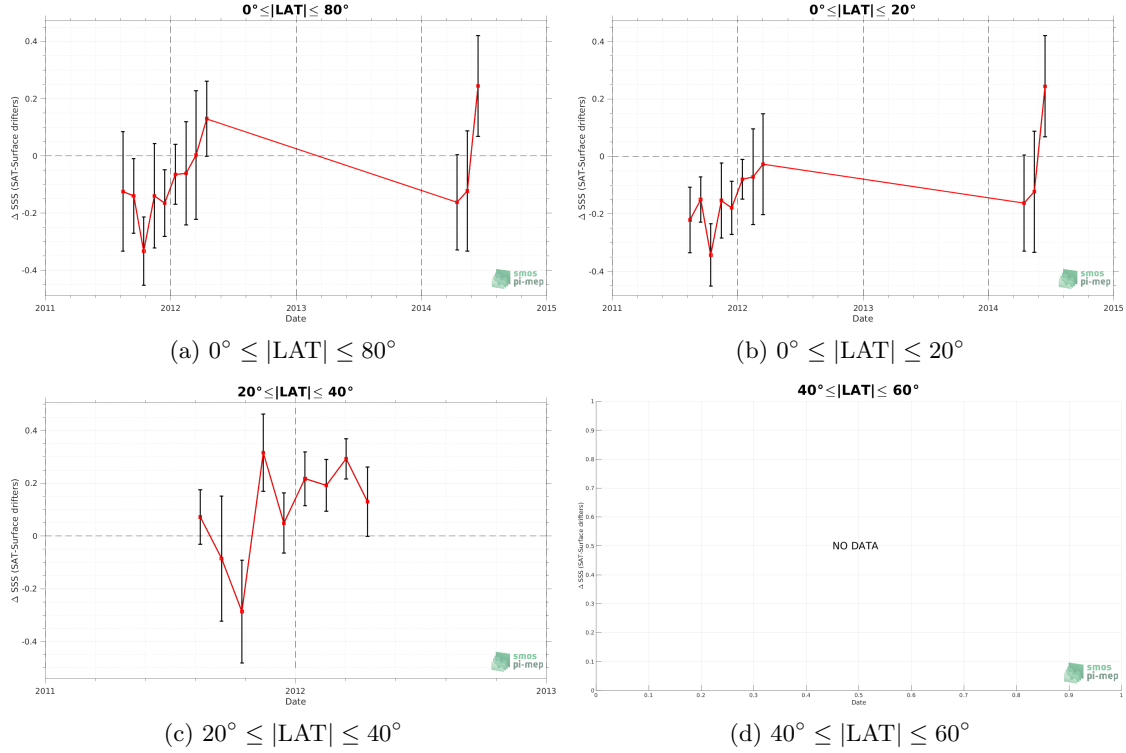 0°≤|LAT|≤ 80°
Δ SSS (SAT-Surface drifters)
0.4
0.2
0
-0.2
-0.4
2011
2012
2013
2014
2015
Date
smos
pi-mep
(a) 0° ≤ |LAT| ≤ 80°
0°≤|LAT|≤ 20°
Δ SSS (SAT-Surface drifters)
0.4
0.2
0
-0.2
-0.4
2011
2012
2013
2014
2015
Date
smos
pi-mep
(b) 0° ≤ |LAT| ≤ 20°
20°≤|LAT|≤ 40°
Δ SSS (SAT-Surface drifters)
0.4
0.2
0
-0.2
-0.4
2011
2012
2013
Date
smos
pi-mep
(c) 20° ≤ |LAT| ≤ 40°
40°≤|LAT|≤ 60°
Δ SSS (SAT-Surface drifters)
1
0.9
0.8
0.7
0.6
0.5
0.4
0.3
0.2
0.1
0
NO DATA
0
0.1
0.2
0.3
0.4
0.5
0.6
0.7
0.8
0.9
1
Date
smos
pi-mep
(d) 40° ≤ |LAT| ≤ 60°